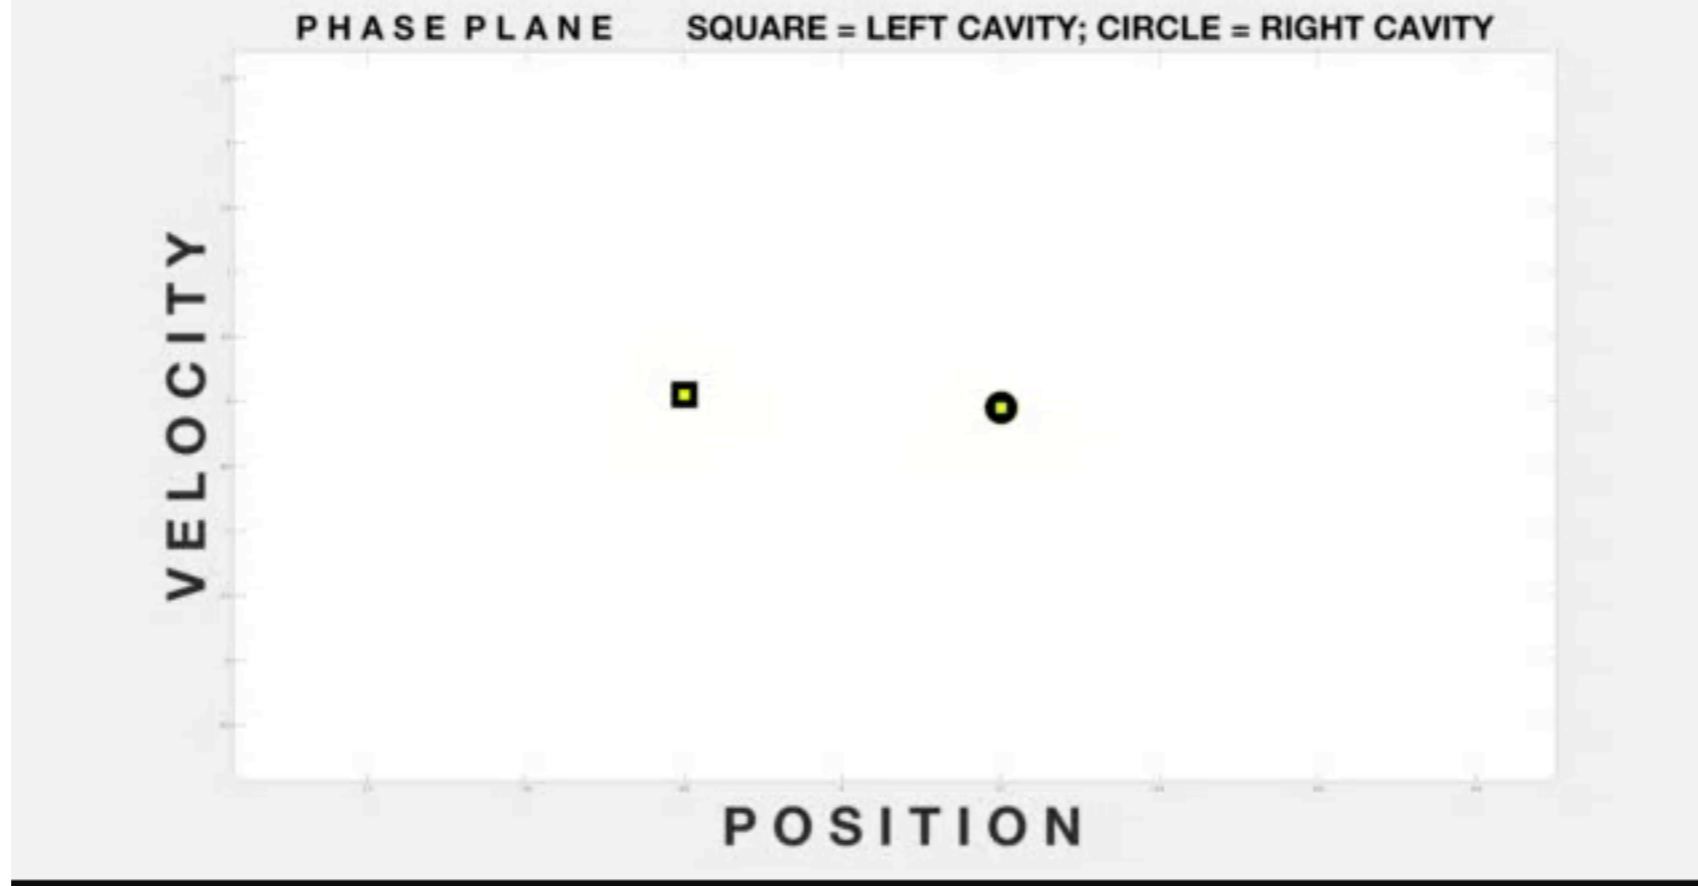 PHASE PLANE SQUARE = LEFT CAVITY; CIRCLE = RIGHT CAVITY
VELOCITY
POSITION